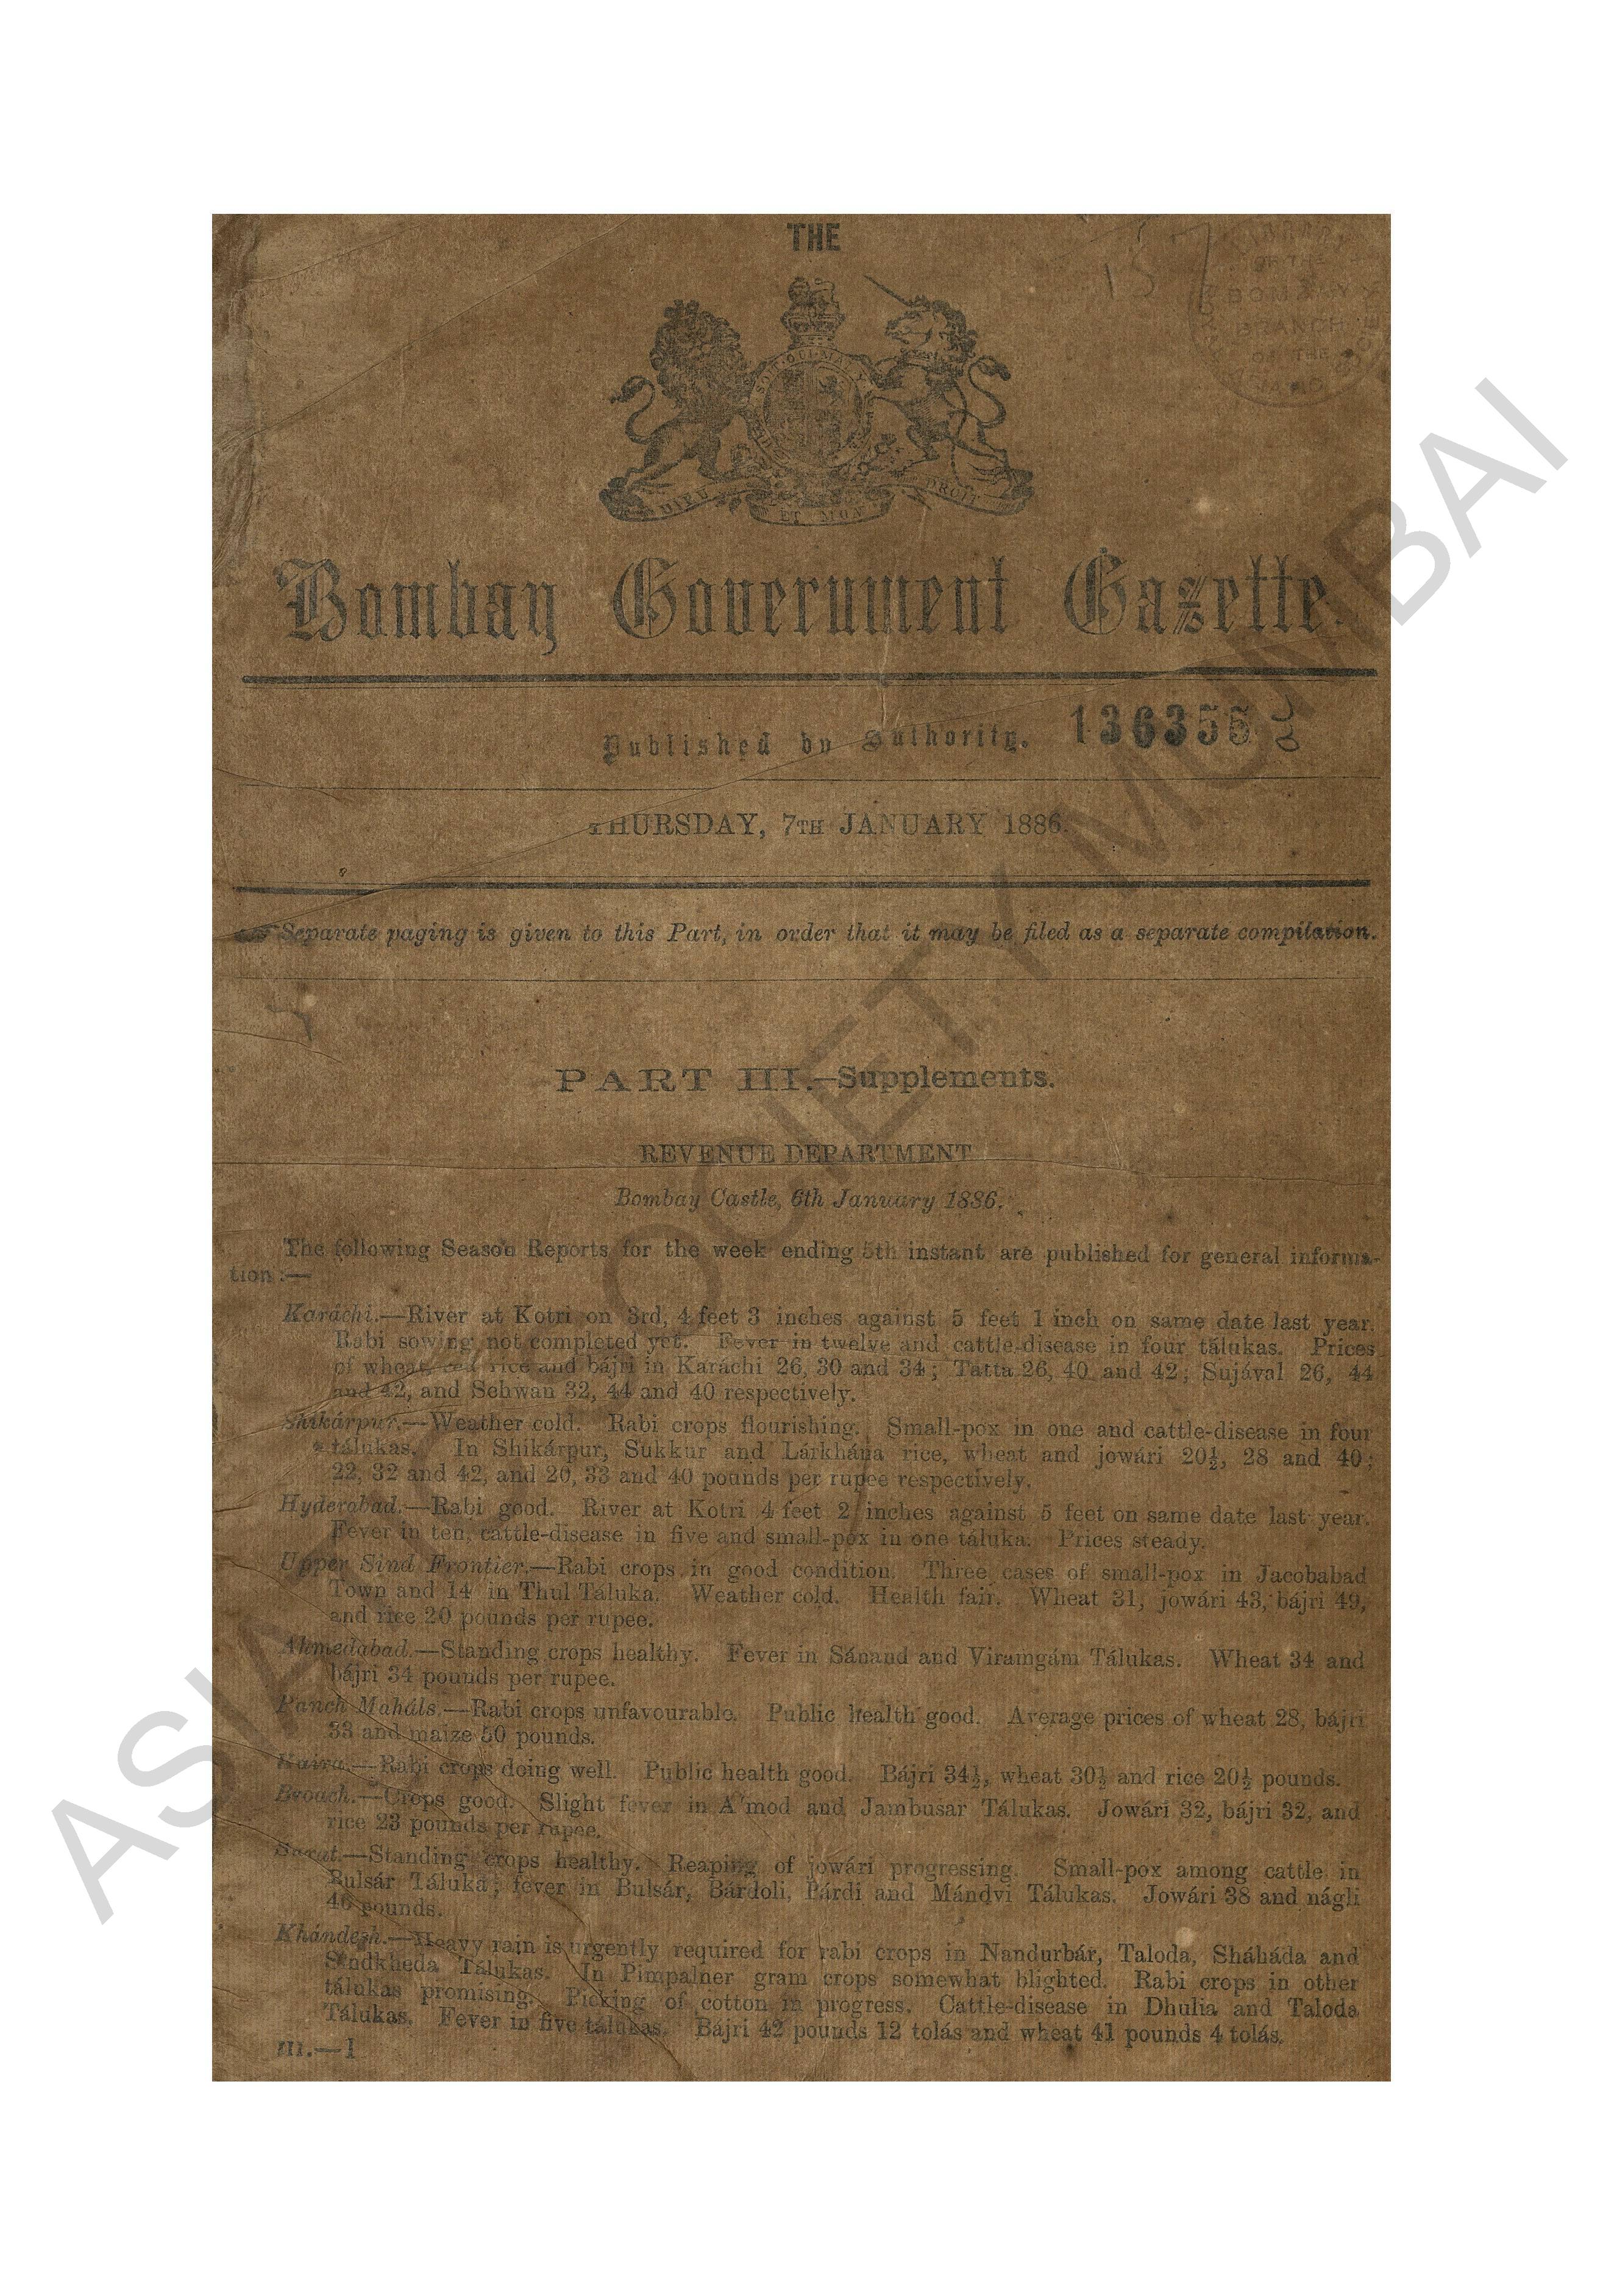 THE
DIEU ET MON DROIT
Bombay Government Gazette.
Published by Authority.
136355
THURSDAY, 7TH JANUARY 1886.
Separate paging is given to this Part, in order that it may be filed as a separate compilation.
PART III.—Supplements.
REVENUE DEPARTMENT
Bombay Castle, 6th January 1886.
The following Season Reports for the week ending 5th instant are published for general informa-
tion:—
Karáchi.—River at Kotri on 3rd, 4 feet 3 inches against 5 feet 1 inch on same date last year.
Rabi sowing not completed yet. Fever in twelve and cattle-disease in four tálukas. Prices
of wheat, red rice and bájri in Karáchi 26, 30 and 34; Tatta 26, 40 and 42; Sujával 26, 44
and 42, and Sehwan 32, 44 and 40 respectively.
Shikárpur.—Weather cold. Rabi crops flourishing. Small-pox in one and cattle-disease in four
tálukas. In Shikárpur, Sukkur and Lárkhána rice, wheat and jowári 20½, 28 and 40;
22, 32 and 42, and 20, 33 and 40 pounds per rupee respectively.
Hyderabad.—Rabi good. River at Kotri 4 feet 2 inches against 5 feet on same date last year.
Fever in ten, cattle-disease in five and small-pox in one táluka. Prices steady.
Upper Sind Frontier.—Rabi crops in good condition. Three cases of small-pox in Jacobabad
Town and 14 in Thul Táluka. Weather cold. Health fair. Wheat 31, jowári 43, bájri 49,
and rice 20 pounds per rupee.
Ahmedabad.—Standing crops healthy. Fever in Sánand and Viramgám Tálukas. Wheat 34 and
bájri 34 pounds per rupee.
Panch Maháls.—Rabi crops unfavourable. Public health good. Average prices of wheat 28, bájri
33 and maize 50 pounds.
Kaira.—Rabi crops doing well. Public health good. Bájri 34½, wheat 30½ and rice 20½ pounds.
Broach.—Crops good. Slight fever in A'mod and Jambusar Tálukas. Jowári 32, bájri 32, and
rice 23 pounds per rupee.
Surat.—Standing crops healthy. Reaping of jowári progressing. Small-pox among cattle in
Bulsár Táluka; fever in Bulsár, Bárdoli, Párdi and Mándvi Tálukas. Jowári 38 and nágli
46 pounds.
Khándesh.—Heavy rain is urgently required for rabi crops in Nandurbár, Taloda, Sháháda and
Sindkheda Tálukas. In Pimpalner gram crops somewhat blighted. Rabi crops in other
tálukas promising. Picking of cotton in progress. Cattle-disease in Dhulia and Taloda
Tálukas. Fever in five tálukas. Bájri 42 pounds 12 tolás and wheat 41 pounds 4 tolás.
III.—1
ASIATIC SOCIETY MUMBAI